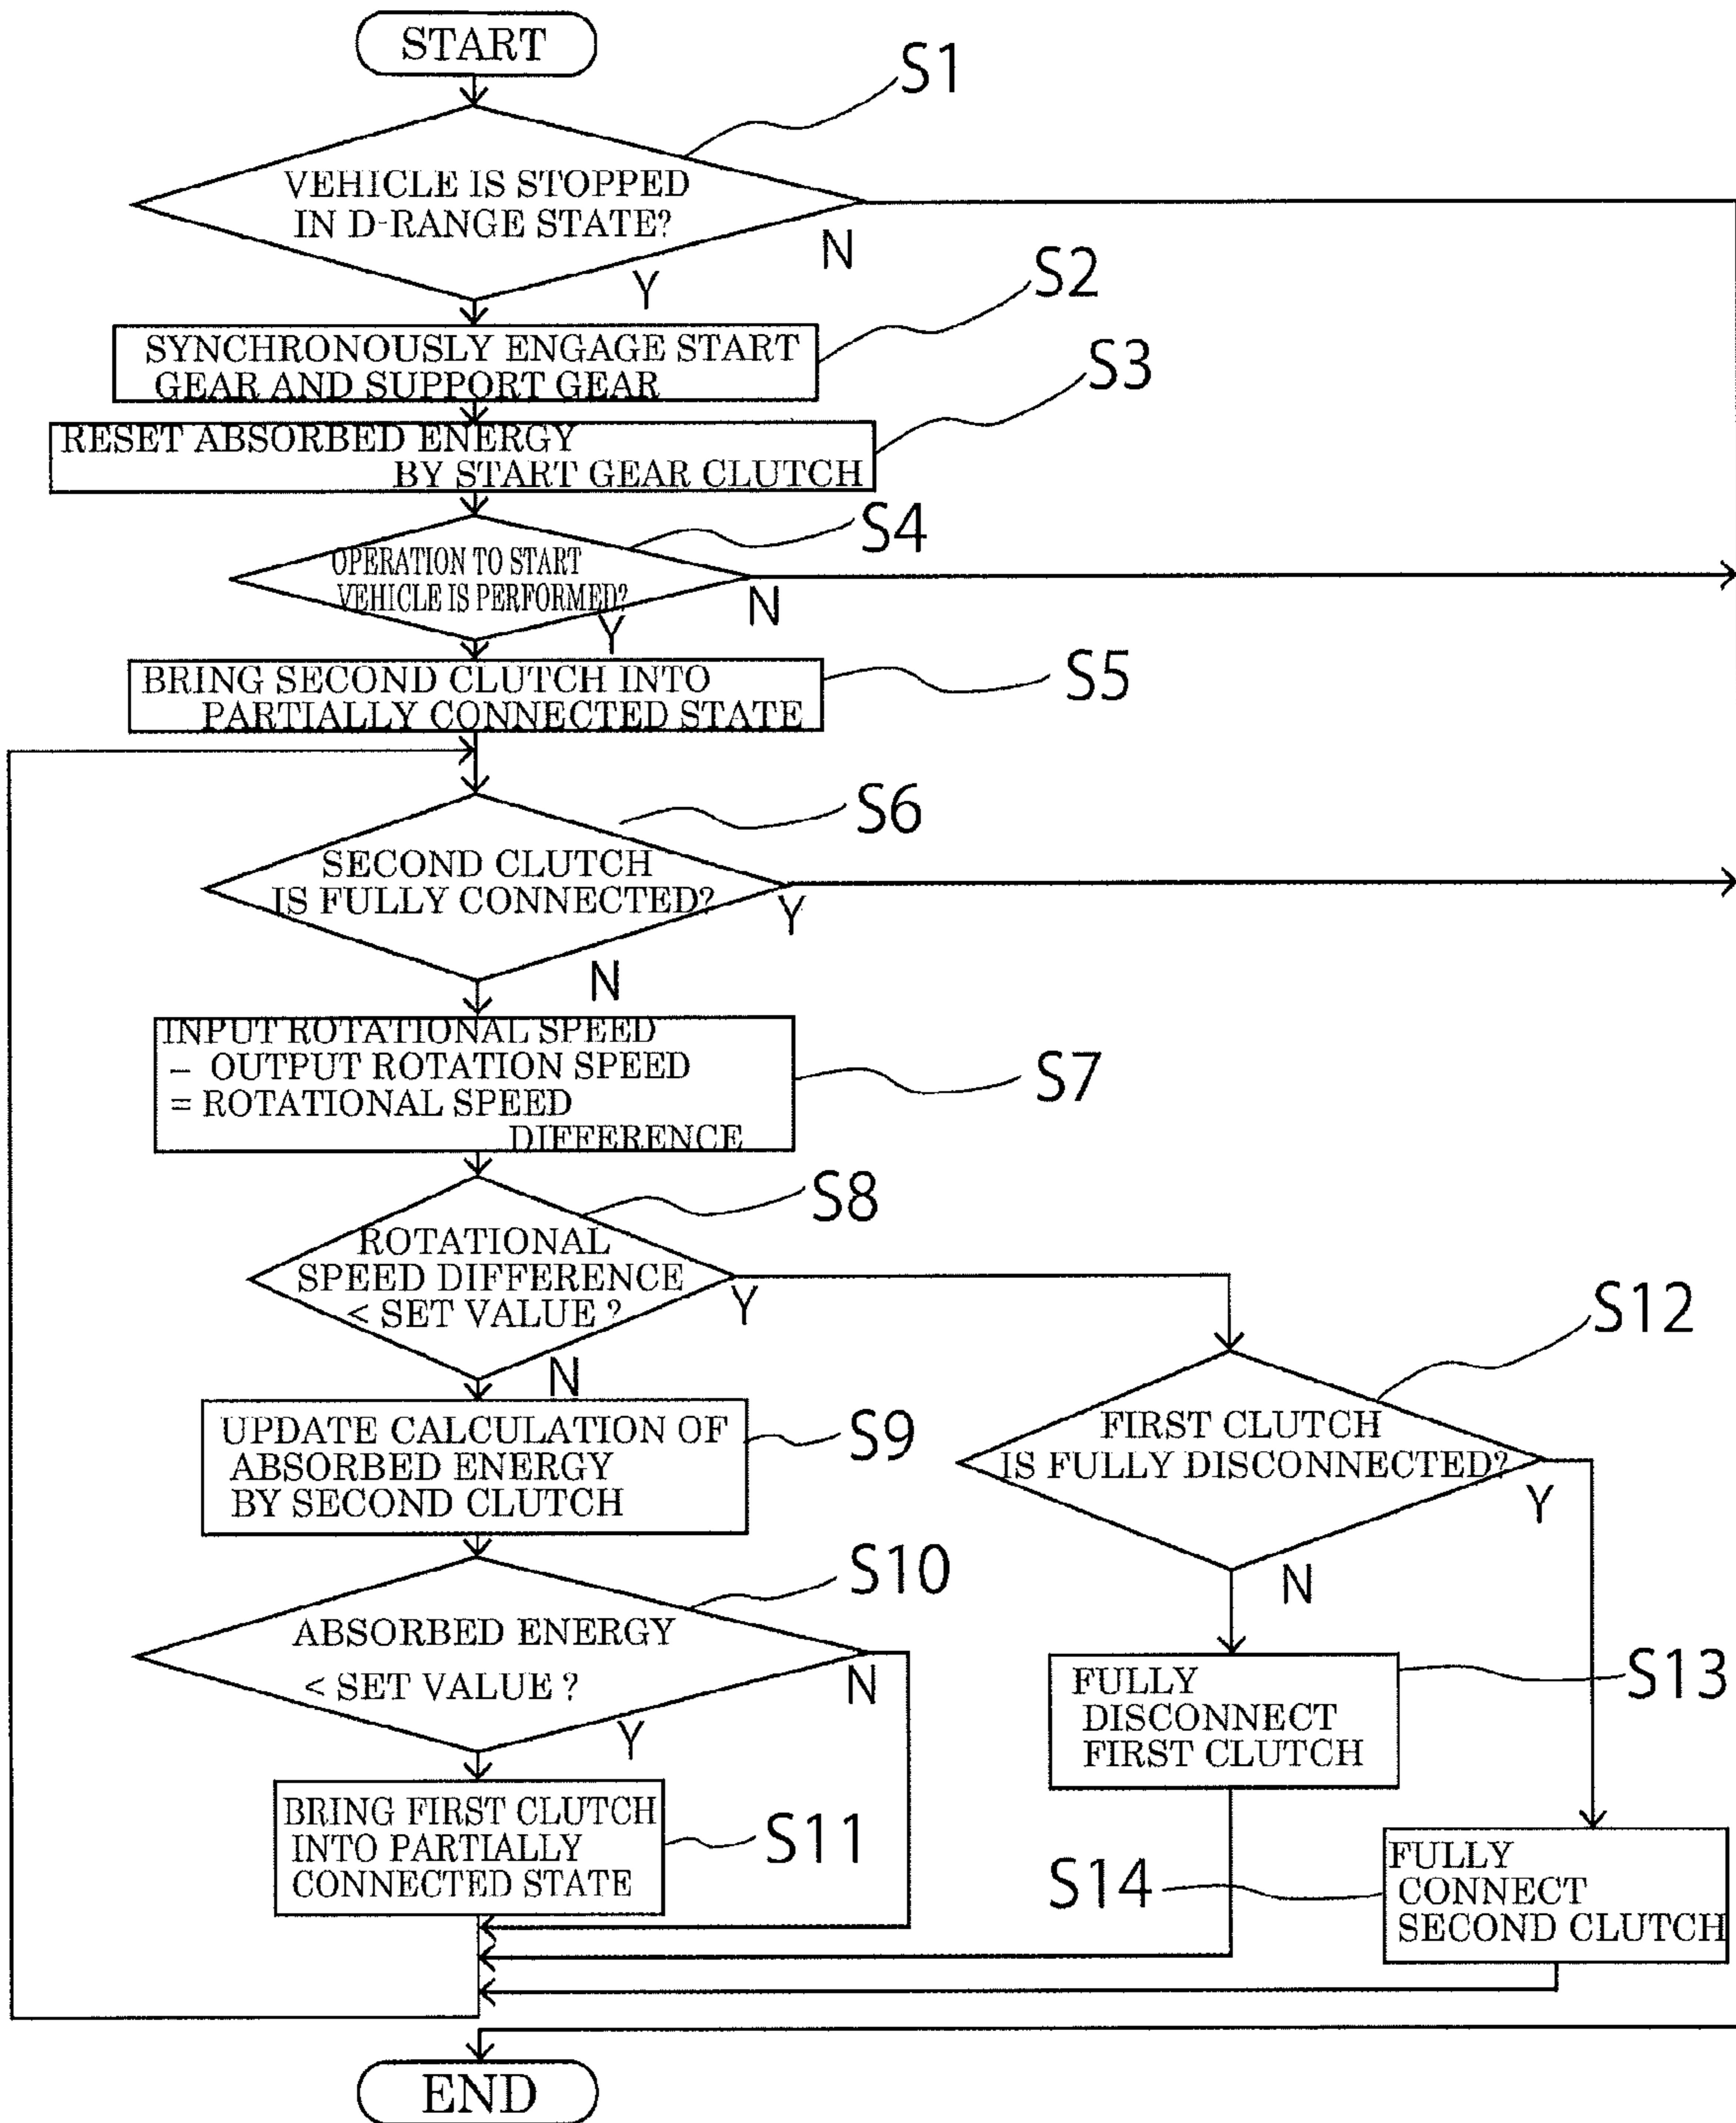 START
S1
VEHICLE IS STOPPED
IN D-RANGE STATE?
N
Y
S2
SYNCHRONOUSLY ENGAGE START
GEAR AND SUPPORT GEAR
S3
RESET ABSORBED ENERGY
BY START GEAR CLUTCH
S4
OPERATION TO START
VEHICLE IS PERFORMED?
N
Y
S5
BRING SECOND CLUTCH INTO
PARTIALLY CONNECTED STATE
S6
SECOND CLUTCH
IS FULLY CONNECTED?
Y
N
S7
INPUT ROTATIONAL SPEED
− OUTPUT ROTATION SPEED
= ROTATIONAL SPEED
DIFFERENCE
S8
ROTATIONAL
SPEED DIFFERENCE
< SET VALUE ?
Y
N
S9
UPDATE CALCULATION OF
ABSORBED ENERGY
BY SECOND CLUTCH
S10
ABSORBED ENERGY
< SET VALUE ?
N
Y
S11
BRING FIRST CLUTCH
INTO PARTIALLY
CONNECTED STATE
S12
FIRST CLUTCH
IS FULLY DISCONNECTED?
Y
N
S13
FULLY
DISCONNECT
FIRST CLUTCH
S14
FULLY
CONNECT
SECOND CLUTCH
END